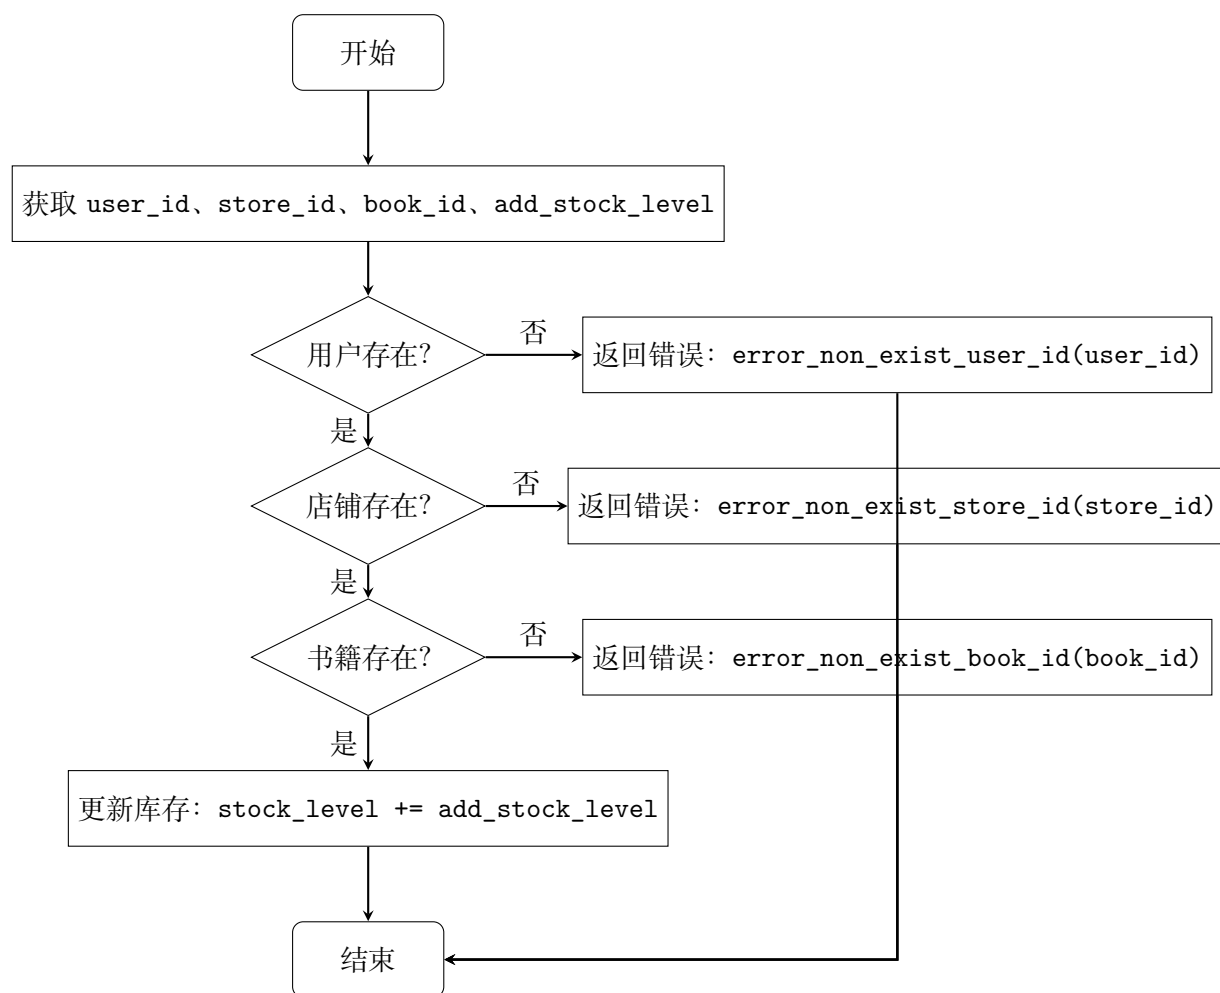 开始
获取 user_id、store_id、book_id、add_stock_level
用户存在？
否
返回错误：error_non_exist_user_id(user_id)
是
店铺存在？
否
返回错误：error_non_exist_store_id(store_id)
是
书籍存在？
否
返回错误：error_non_exist_book_id(book_id)
是
更新库存：stock_level += add_stock_level
结束